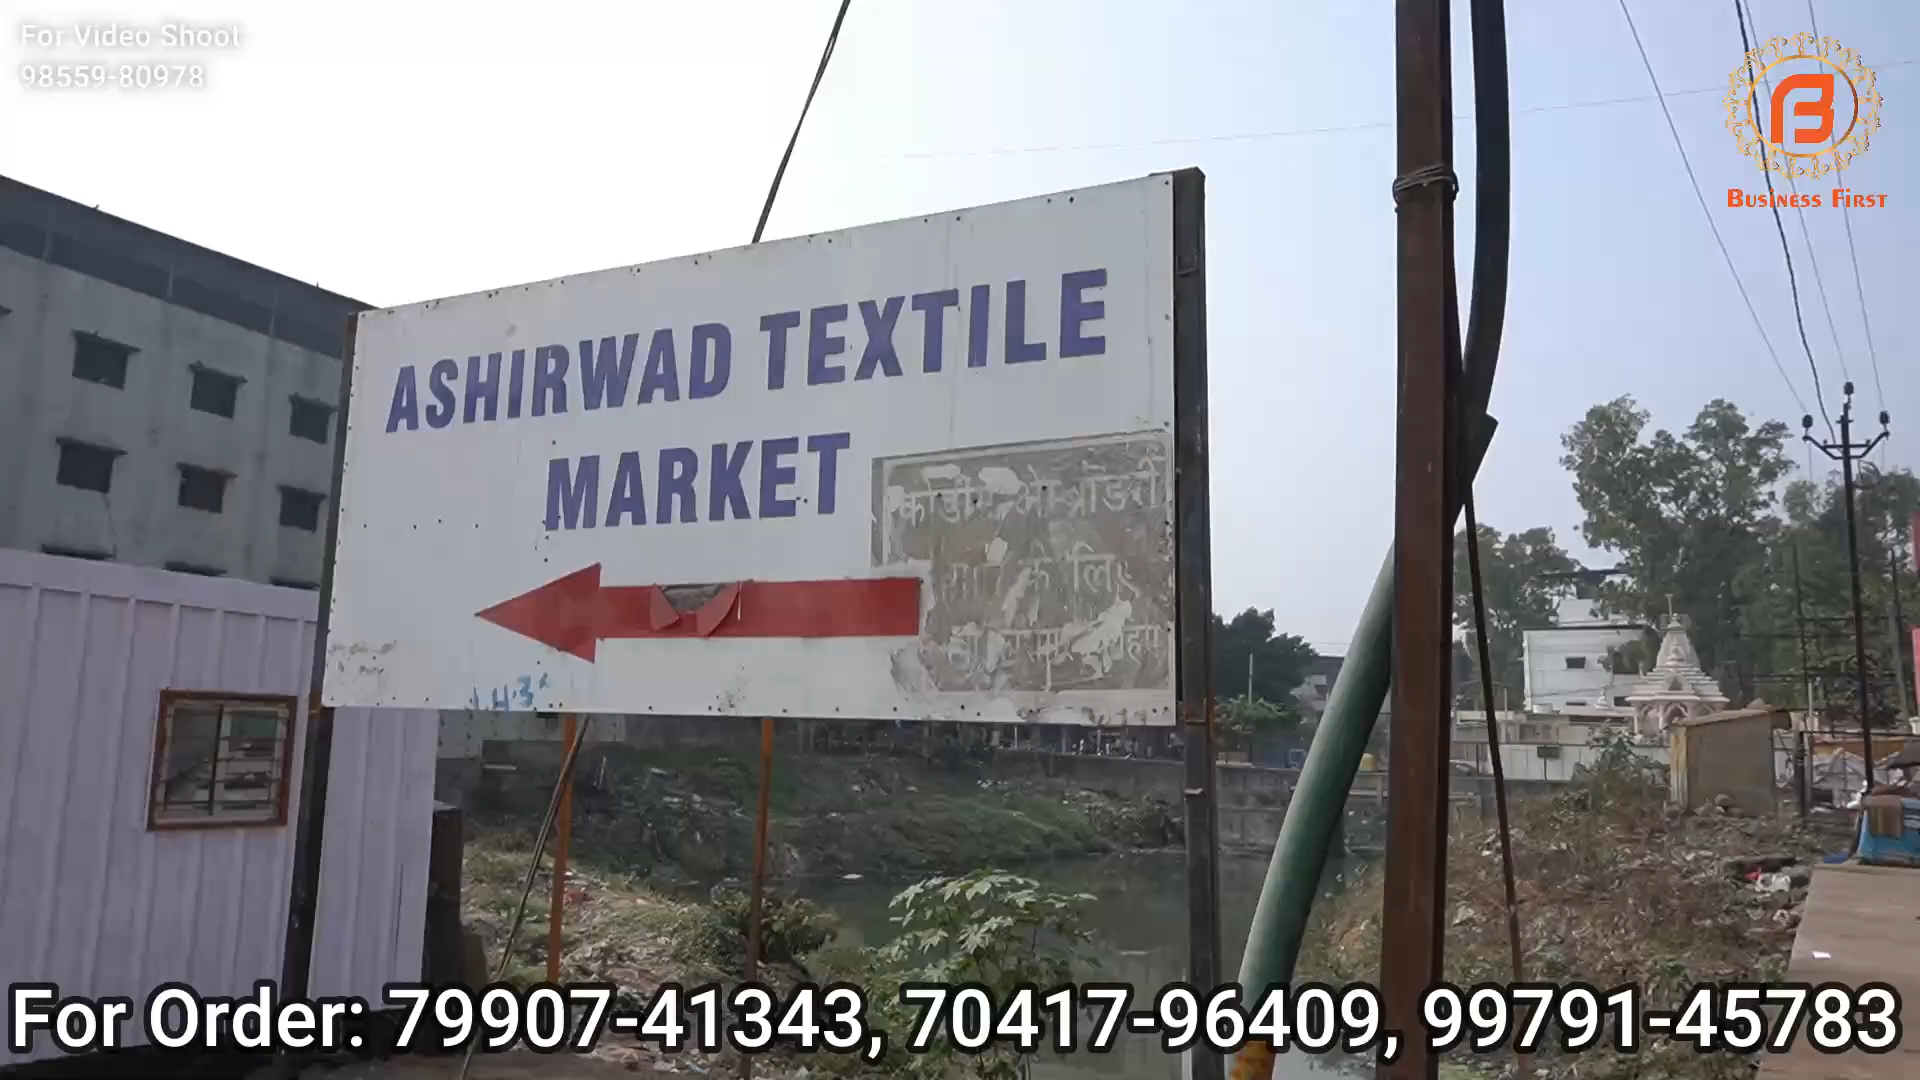 For Video Shoot
98559-80978
B
BUSINESS FIRST
ASHIRWAD TEXTILE
MARKET
के लिए
For Order: 79907-41343, 70417-96409, 99791-45783